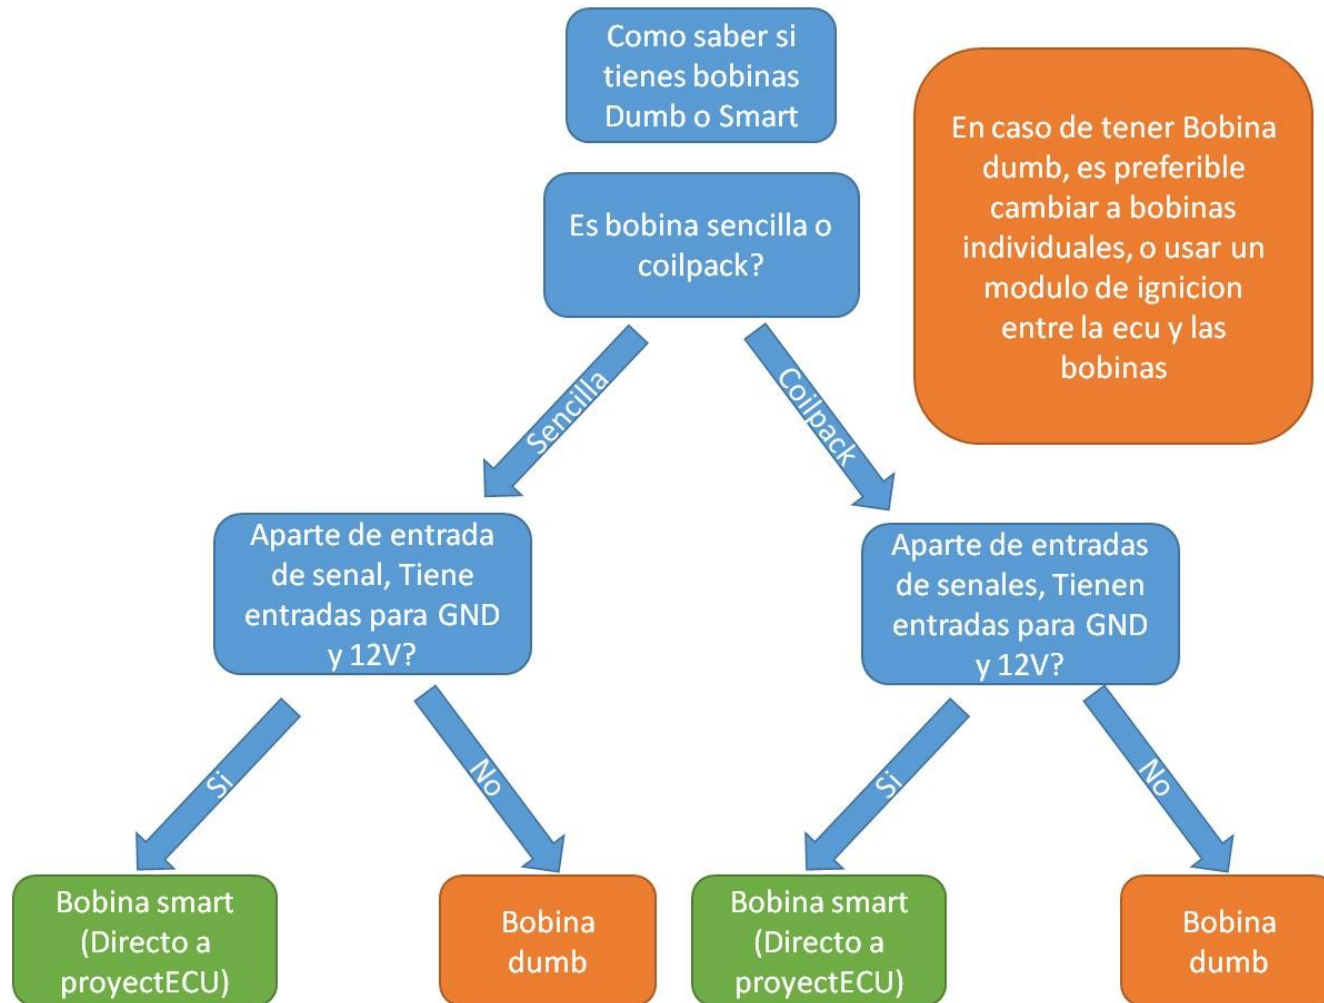 Como saber si
tienes bobinas
Dumb o Smart
En caso de tener Bobina
dumb, es preferible
cambiar a bobinas
individuales, o usar un
modulo de ignicion
entre la ecu y las
bobinas
Es bobina sencilla o
coilpack?
Sencilla
Coilpack
Aparte de entrada
de senal, Tiene
entradas para GND
y 12V?
Aparte de entradas
de senales, Tienen
entradas para GND
y 12V?
Si
No
Si
No
Bobina smart
(Directo a
proyectECU)
Bobina
dumb
Bobina smart
(Directo a
proyectECU)
Bobina
dumb